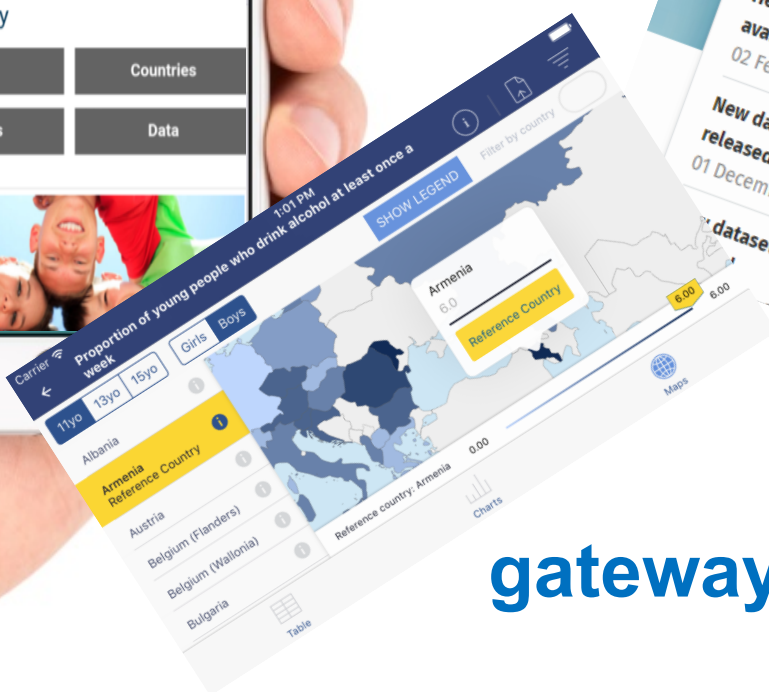 y
Countries
s
Data
ava
02 Fe
New da
released
01 Decem
datase
Carrier
1:01 PM
Proportion of young people who drink alcohol at least once a
week
SHOW LEGEND
Filter by country
11yo
13yo
15yo
Girls
Boys
Albania
Armenia
Reference Country
Austria
Belgium (Flanders)
Belgium (Wallonia)
Bulgaria
Armenia
6.0
Reference Country
Reference country: Armenia
0.00
6.00
6.00
Table
Charts
Maps
gateway